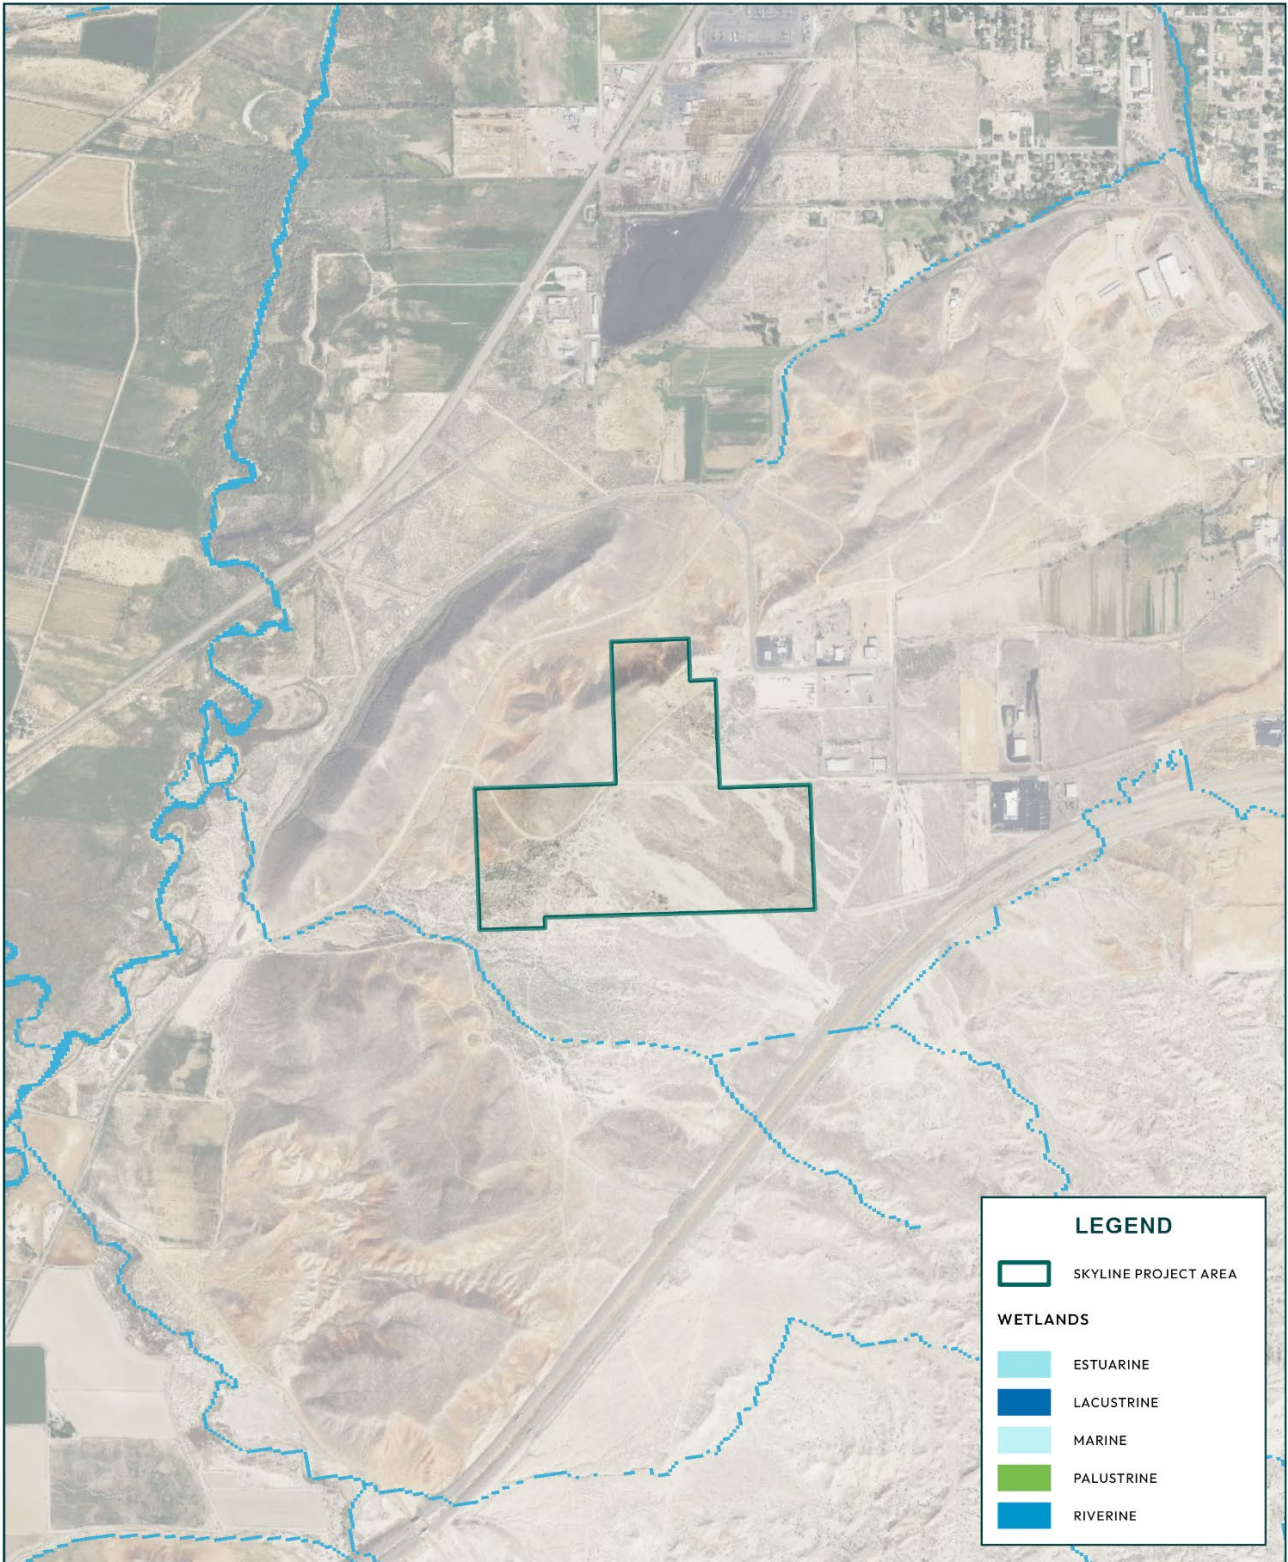 LEGEND
SKYLINE PROJECT AREA
WETLANDS
ESTUARINE
LACUSTRINE
MARINE
PALUSTRINE
RIVERINE